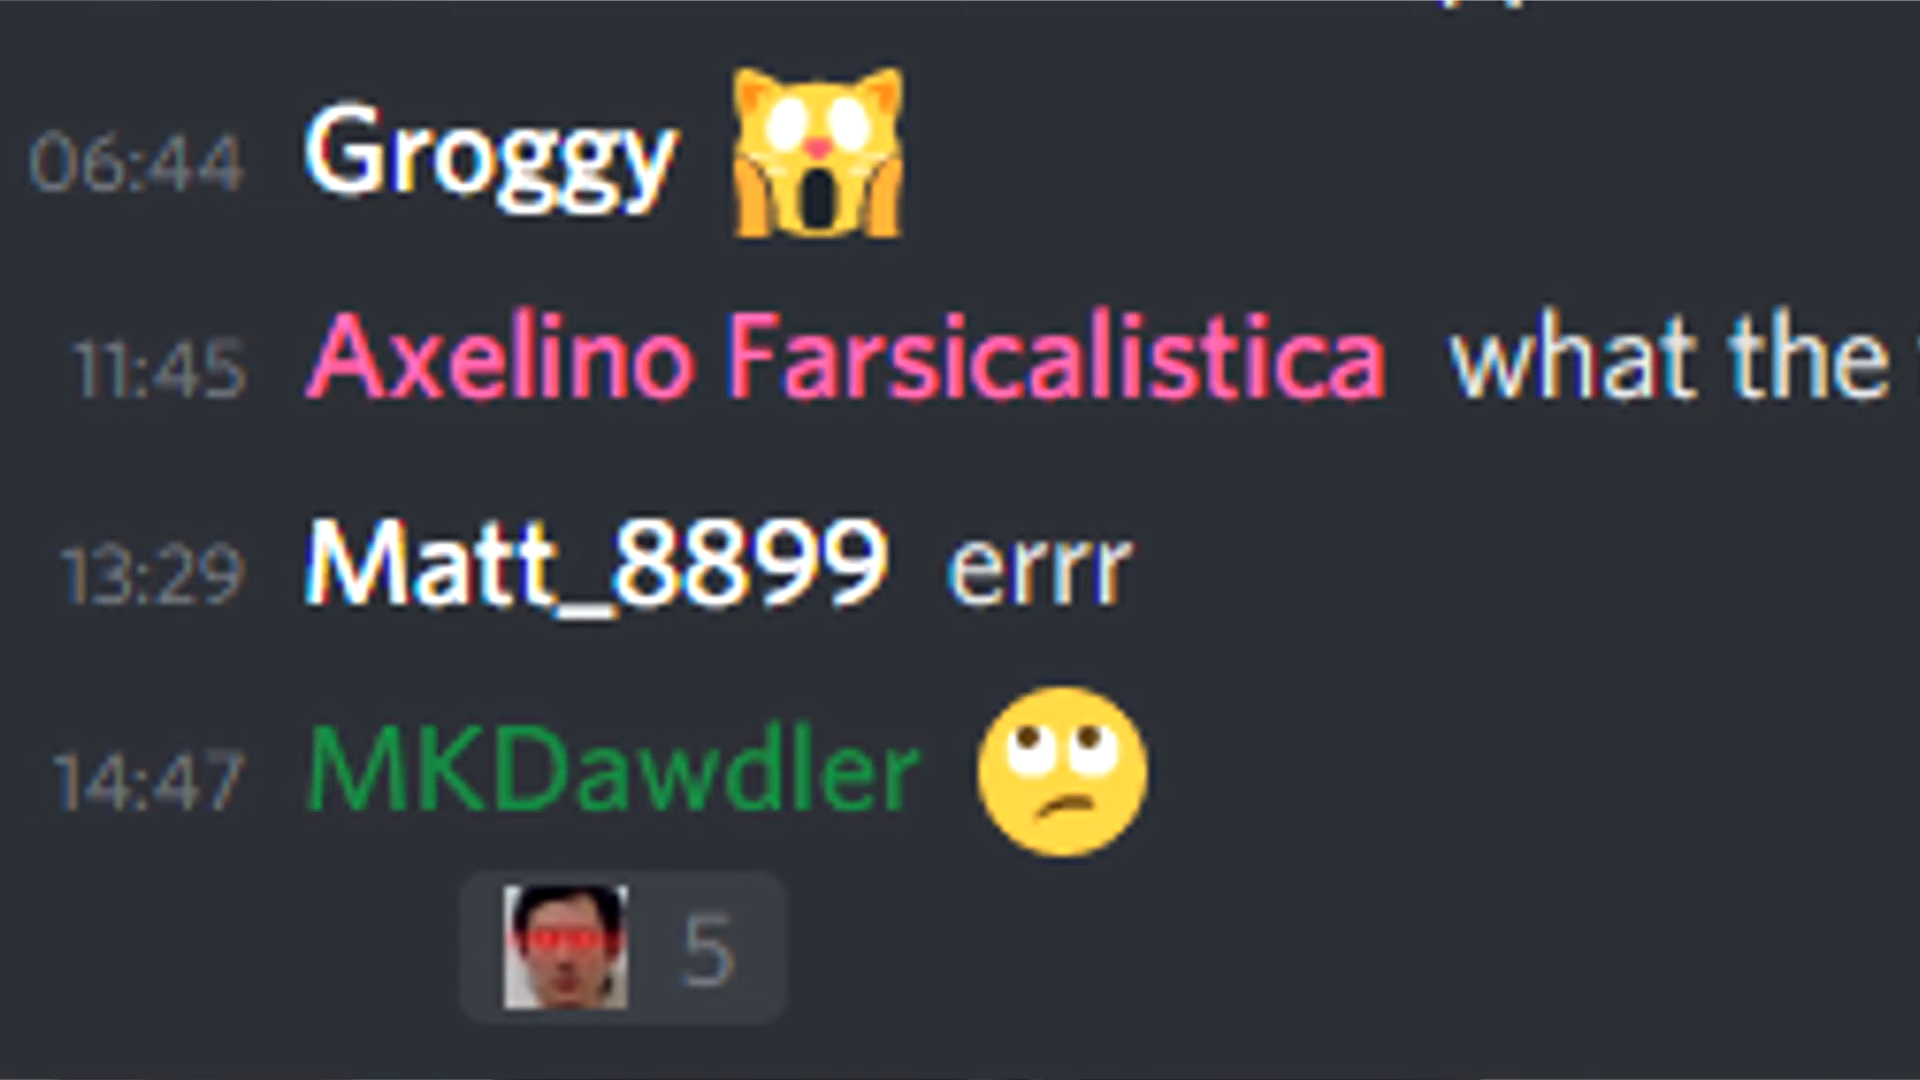 06:44 Groggy 🙀
11:45 Axelino Farsicalistica what the
13:29 Matt_8899 errr
14:47 MKDawdler 🙄
5